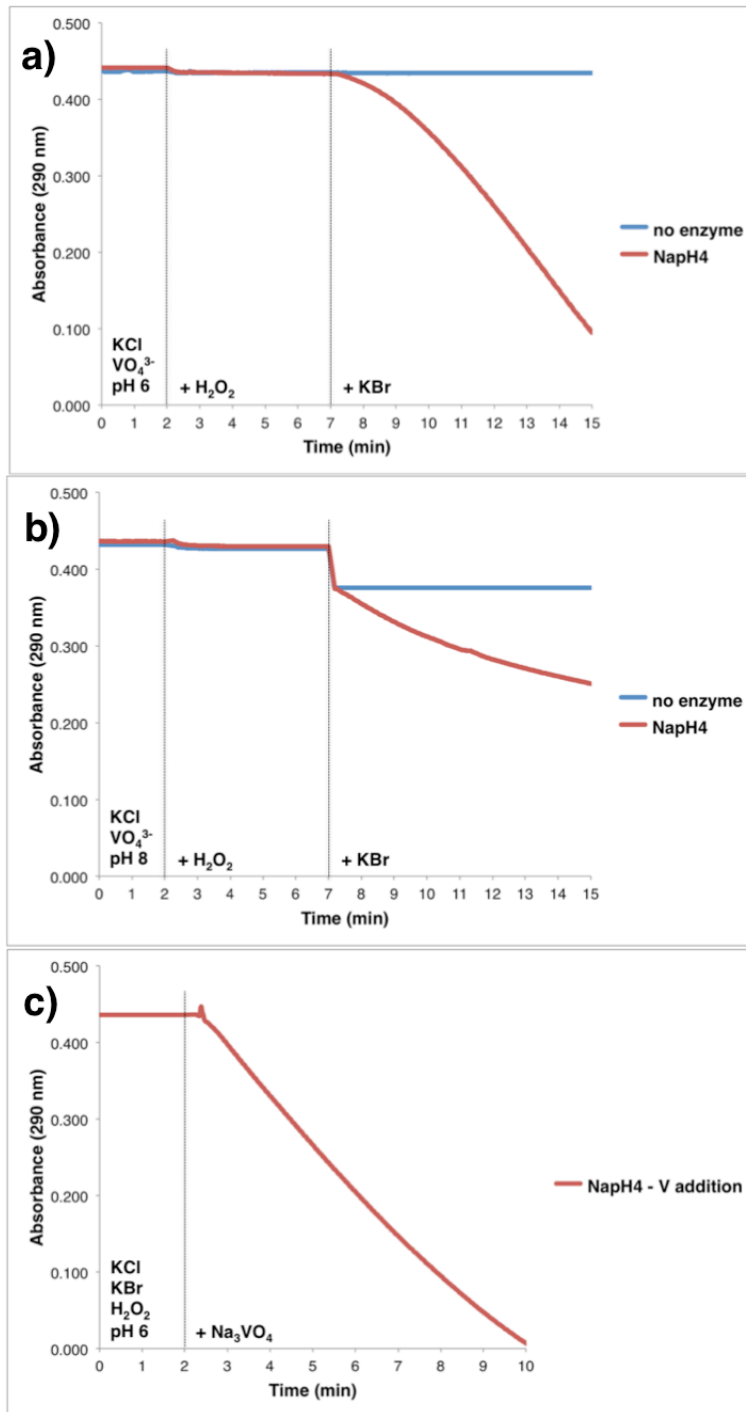 a)
Absorbance (290 nm)
0.500
0.400
0.300
0.200
0.100
0.000
KCl
VO₄³⁻
pH 6
+ H₂O₂
+ KBr
0 1 2 3 4 5 6 7 8 9 10 11 12 13 14 15
Time (min)
no enzyme
NapH4
b)
Absorbance (290 nm)
0.500
0.400
0.300
0.200
0.100
0.000
KCl
VO₄³⁻
pH 8
+ H₂O₂
+ KBr
0 1 2 3 4 5 6 7 8 9 10 11 12 13 14 15
Time (min)
no enzyme
NapH4
c)
Absorbance (290 nm)
0.500
0.400
0.300
0.200
0.100
0.000
KCl
KBr
H₂O₂
pH 6
+ Na₃VO₄
0 1 2 3 4 5 6 7 8 9 10
Time (min)
NapH4 - V addition